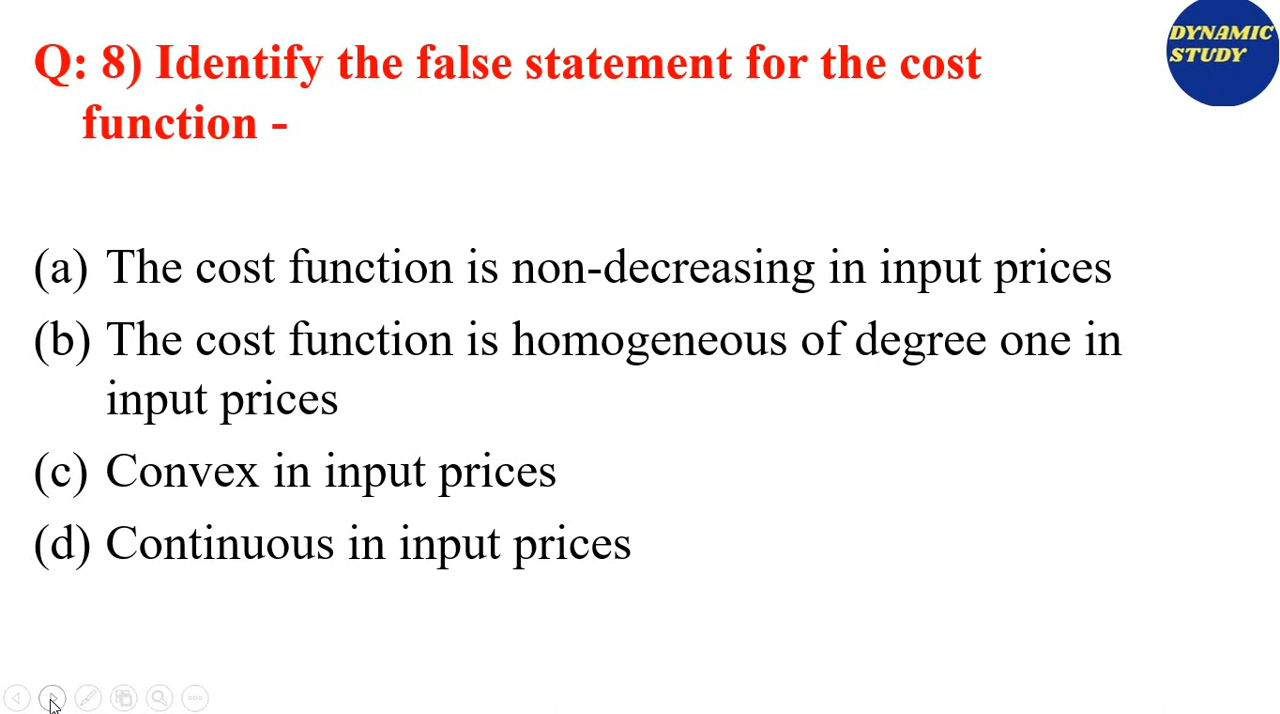 DYNAMIC
STUDY
Q: 8) Identify the false statement for the cost
function -
(a) The cost function is non-decreasing in input prices
(b) The cost function is homogeneous of degree one in
input prices
(c) Convex in input prices
(d) Continuous in input prices